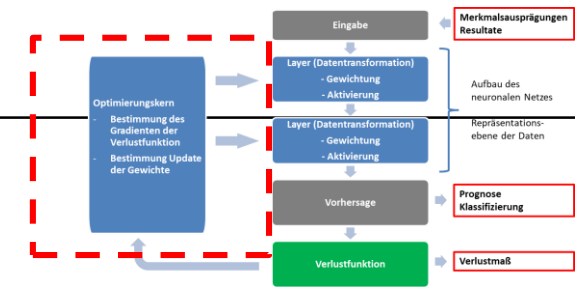 Eingabe
Merkmalsausprägungen
Resultate
Layer (Datentransformation)
- Gewichtung
- Aktivierung
Optimierungskern
- Bestimmung des
Gradienten der
Verlustfunktion
- Bestimmung Update
der Gewichte
Aufbau des
neuronalen Netzes
Repräsentations-
ebene der Daten
Layer (Datentransformation)
- Gewichtung
- Aktivierung
Vorhersage
Prognose
Klassifizierung
Verlustfunktion
Verlustmaß